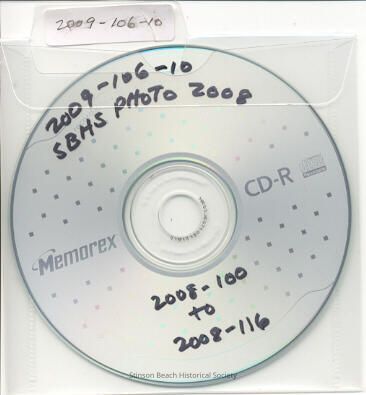 2009-106-10
2009-106-10
SBHS PHOTO 2008
CD-R
Memorex
2008-100
to
2008-116
Stinson Beach Historical Society